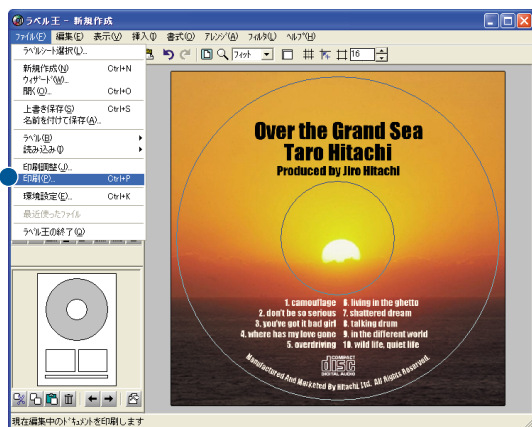 ラベル王 - 新規作成
ファイル(F) 編集(E) 表示(V) 挿入(I) 書式(O) アレンジ(A) フィルタ(L) ヘルプ(H)
ラベルシート選択(L)...
フィット 16
新規作成(N) Ctrl+N
ウィザード(W)...
開く(O)... Ctrl+O
上書き保存(S) Ctrl+S
名前を付けて保存(A)...
ラベル(B)
読み込み(I)
印刷調整(J)...
印刷(P)... Ctrl+P
環境設定(E)... Ctrl+K
最近使ったファイル
ラベル王の終了(Q)
Over the Grand Sea
Taro Hitachi
Produced by Jiro Hitachi
1. camouflage 6. living in the ghetto
2. don't be so serious 7. shattered dream
3. you've got it bad girl 8. talking drum
4. where has my love gone 9. in the different world
5. overdriving 10. wild life, quiet life
COMPACT
disc
DIGITAL AUDIO
Manufactured And Marketed By Hitachi, Ltd. All Rights Reserved.
現在編集中のドキュメントを印刷します